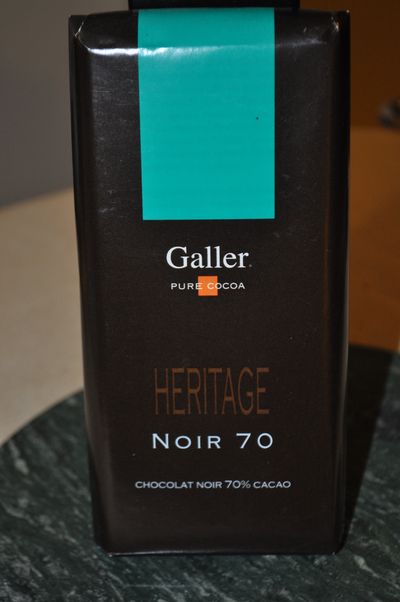 Galler
PURE COCOA
HERITAGE
NOIR 70
CHOCOLAT NOIR 70% CACAO